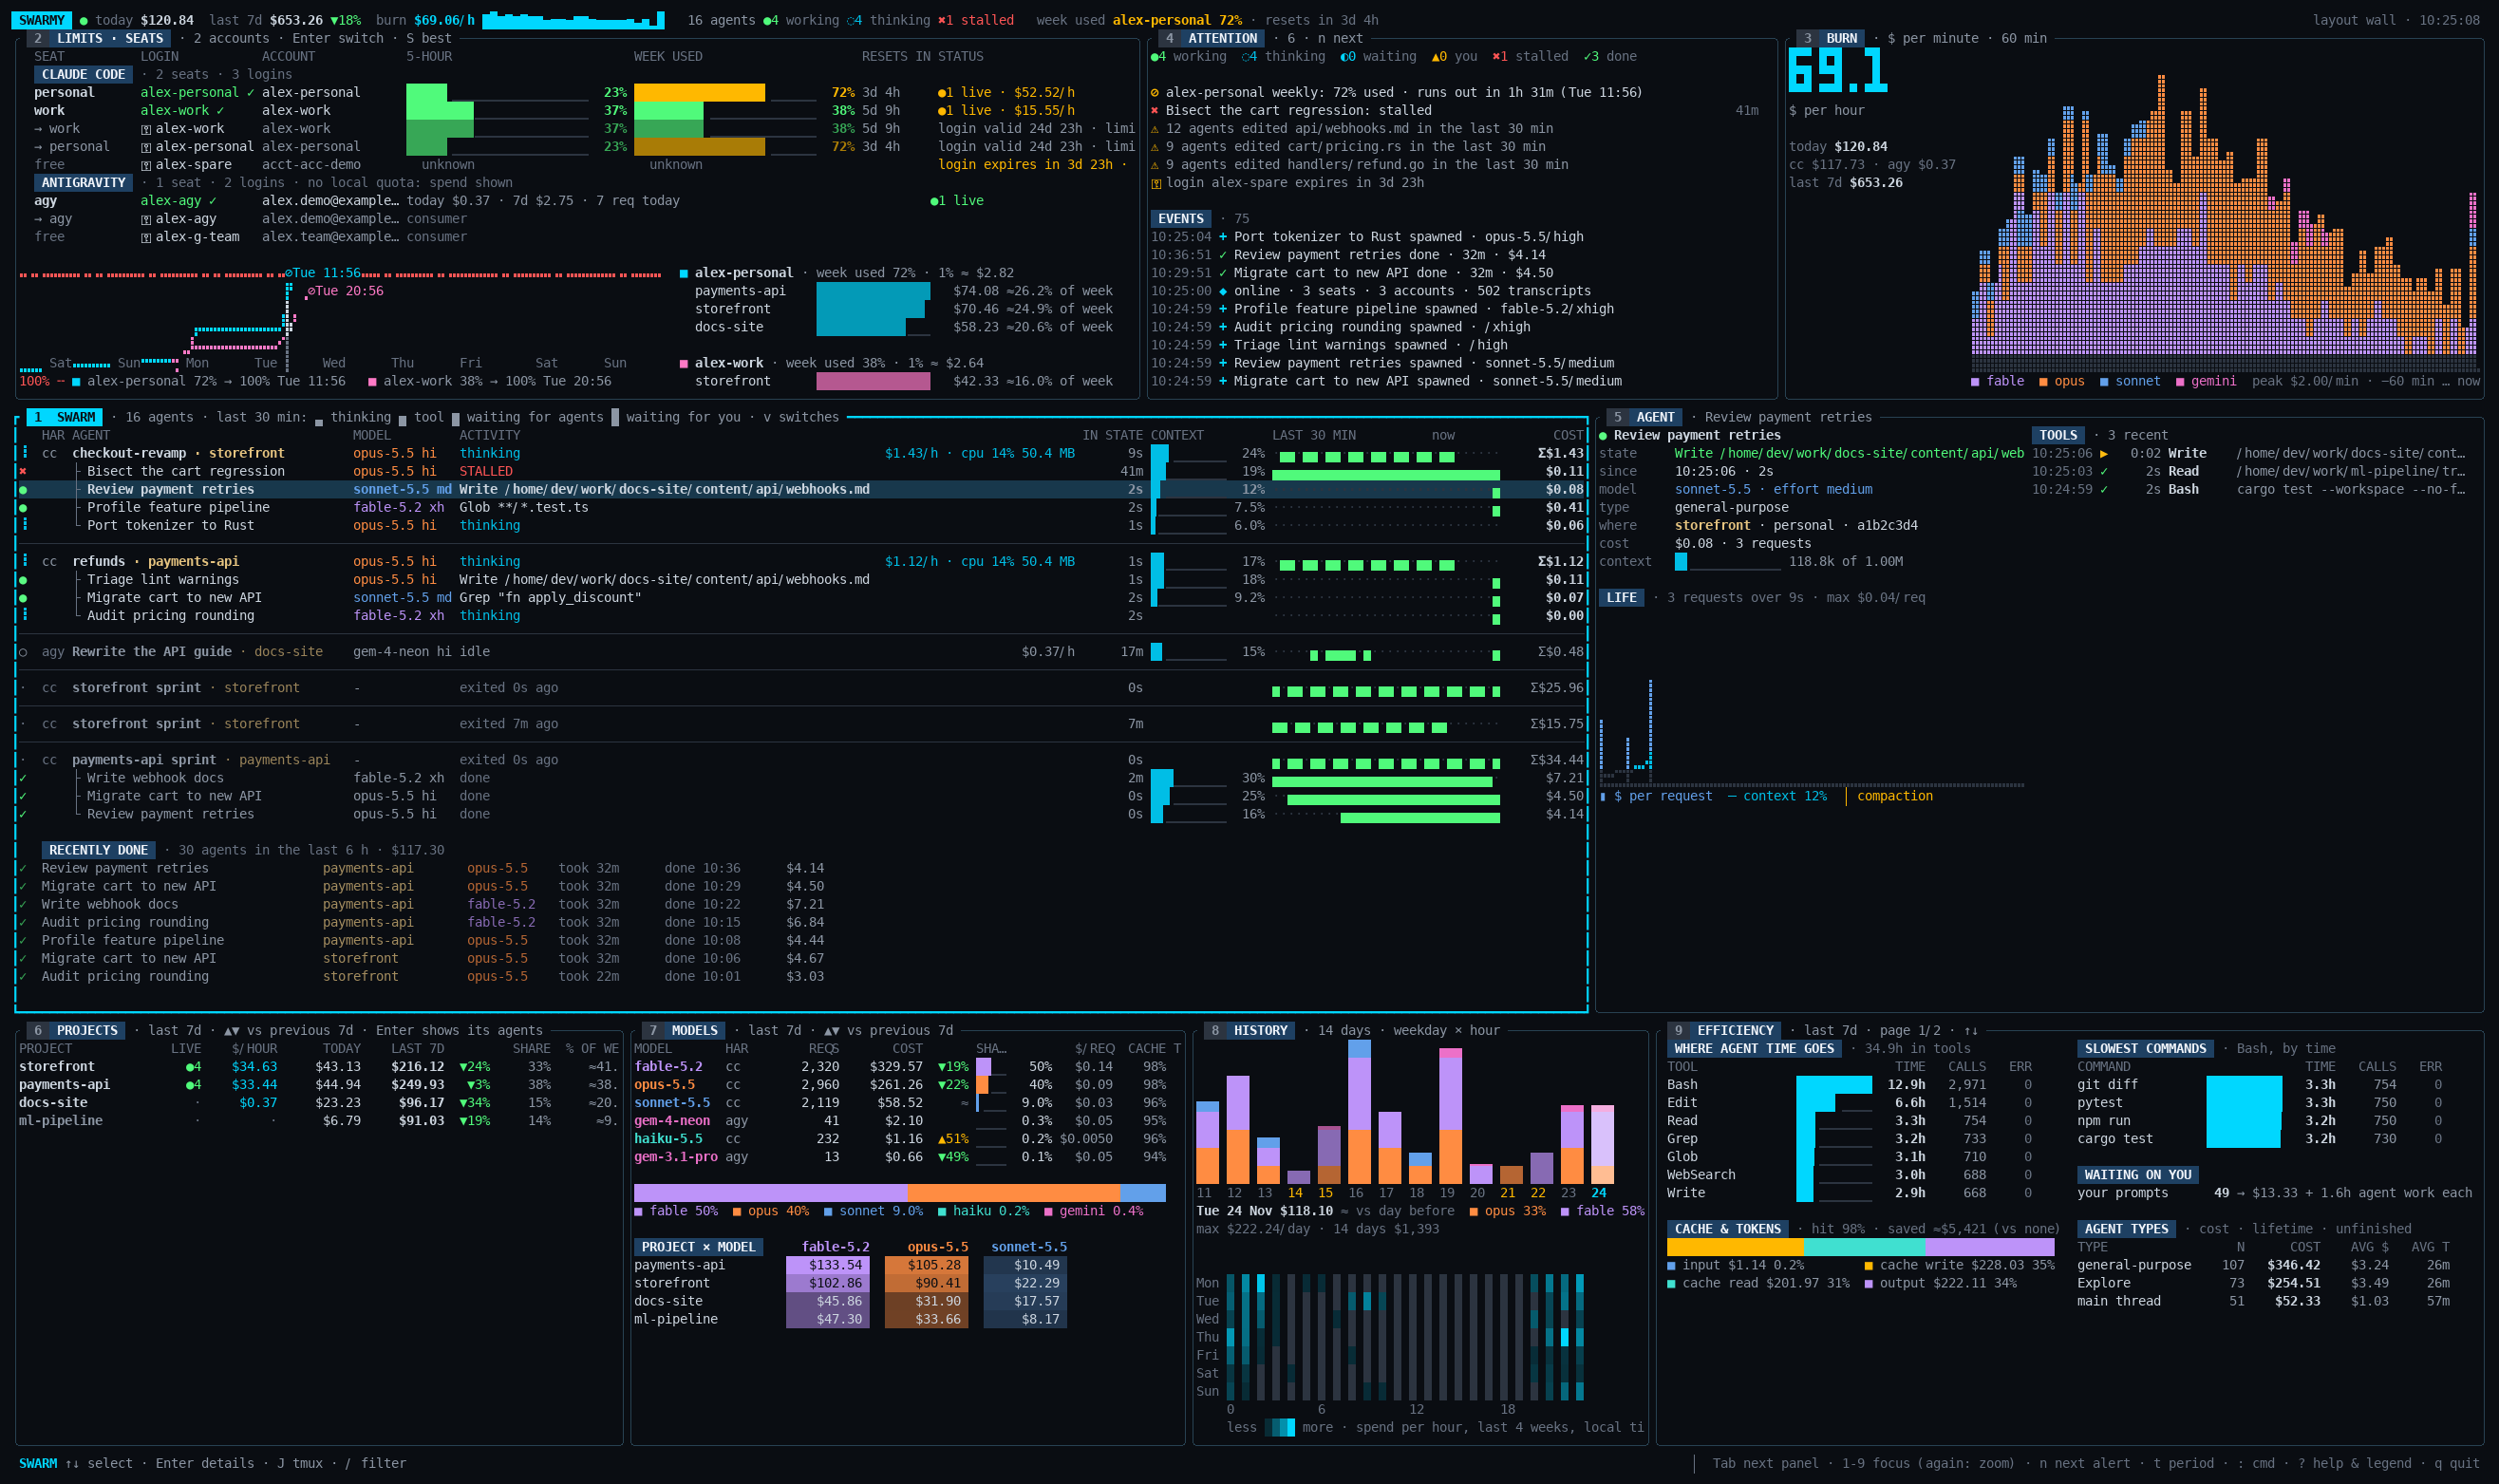 SWARMY ● today $120.84 last 7d $653.26 ▼18% burn $69.06/h 16 agents ●4 working ◌4 thinking ✖1 stalled week used alex-personal 72% · resets in 3d 4h layout wall · 10:25:08
2 LIMITS · SEATS · 2 accounts · Enter switch · S best
SEAT LOGIN ACCOUNT 5-HOUR WEEK USED RESETS IN STATUS
CLAUDE CODE · 2 seats · 3 logins
personal alex-personal ✓ alex-personal 23% 72% 3d 4h ●1 live · $52.52/h
work alex-work ✓ alex-work 37% 38% 5d 9h ●1 live · $15.55/h
→ work alex-work alex-work 37% 38% 5d 9h login valid 24d 23h · limi
→ personal alex-personal alex-personal 23% 72% 3d 4h login valid 24d 23h · limi
free alex-spare acct-acc-demo unknown unknown login expires in 3d 23h ·
ANTIGRAVITY · 1 seat · 2 logins · no local quota: spend shown
agy alex-agy ✓ alex.demo@example… today $0.37 · 7d $2.75 · 7 req today ●1 live
→ agy alex-agy alex.demo@example… consumer
free alex-g-team alex.team@example… consumer
⊘Tue 11:56
⊘Tue 20:56
Sat Sun Mon Tue Wed Thu Fri Sat Sun
100% ╌ ■ alex-personal 72% → 100% Tue 11:56 ■ alex-work 38% → 100% Tue 20:56
■ alex-personal · week used 72% · 1% ≈ $2.82
payments-api $74.08 ≈26.2% of week
storefront $70.46 ≈24.9% of week
docs-site $58.23 ≈20.6% of week
■ alex-work · week used 38% · 1% ≈ $2.64
storefront $42.33 ≈16.0% of week
4 ATTENTION · 6 · n next
●4 working ◌4 thinking ◐0 waiting ▲0 you ✖1 stalled ✓3 done
⊘ alex-personal weekly: 72% used · runs out in 1h 31m (Tue 11:56)
✖ Bisect the cart regression: stalled 41m
⚠ 12 agents edited api/webhooks.md in the last 30 min
⚠ 9 agents edited cart/pricing.rs in the last 30 min
⚠ 9 agents edited handlers/refund.go in the last 30 min
login alex-spare expires in 3d 23h
EVENTS · 75
10:25:04 + Port tokenizer to Rust spawned · opus-5.5/high
10:36:51 ✓ Review payment retries done · 32m · $4.14
10:29:51 ✓ Migrate cart to new API done · 32m · $4.50
10:25:00 ◆ online · 3 seats · 3 accounts · 502 transcripts
10:24:59 + Profile feature pipeline spawned · fable-5.2/xhigh
10:24:59 + Audit pricing rounding spawned · /xhigh
10:24:59 + Triage lint warnings spawned · /high
10:24:59 + Review payment retries spawned · sonnet-5.5/medium
10:24:59 + Migrate cart to new API spawned · sonnet-5.5/medium
3 BURN · $ per minute · 60 min
69.1
$ per hour
today $120.84
cc $117.73 · agy $0.37
last 7d $653.26
■ fable ■ opus ■ sonnet ■ gemini peak $2.00/min · −60 min … now
1 SWARM · 16 agents · last 30 min: thinking tool waiting for agents waiting for you · v switches
HAR AGENT MODEL ACTIVITY IN STATE CONTEXT LAST 30 MIN now COST
cc checkout-revamp · storefront opus-5.5 hi thinking $1.43/h · cpu 14% 50.4 MB 9s 24% Σ$1.43
✖ ├ Bisect the cart regression opus-5.5 hi STALLED 41m 19% $0.11
● ├ Review payment retries sonnet-5.5 md Write /home/dev/work/docs-site/content/api/webhooks.md 2s 12% $0.08
● ├ Profile feature pipeline fable-5.2 xh Glob **/*.test.ts 2s 7.5% $0.41
└ Port tokenizer to Rust opus-5.5 hi thinking 1s 6.0% $0.06
cc refunds · payments-api opus-5.5 hi thinking $1.12/h · cpu 14% 50.4 MB 1s 17% Σ$1.12
● ├ Triage lint warnings opus-5.5 hi Write /home/dev/work/docs-site/content/api/webhooks.md 1s 18% $0.11
● ├ Migrate cart to new API sonnet-5.5 md Grep "fn apply_discount" 2s 9.2% $0.07
└ Audit pricing rounding fable-5.2 xh thinking 2s $0.00
○ agy Rewrite the API guide · docs-site gem-4-neon hi idle $0.37/h 17m 15% Σ$0.48
· cc storefront sprint · storefront - exited 0s ago 0s Σ$25.96
· cc storefront sprint · storefront - exited 7m ago 7m Σ$15.75
· cc payments-api sprint · payments-api - exited 0s ago 0s Σ$34.44
✓ ├ Write webhook docs fable-5.2 xh done 2m 30% $7.21
✓ ├ Migrate cart to new API opus-5.5 hi done 0s 25% $4.50
✓ └ Review payment retries opus-5.5 hi done 0s 16% $4.14
RECENTLY DONE · 30 agents in the last 6 h · $117.30
✓ Review payment retries payments-api opus-5.5 took 32m done 10:36 $4.14
✓ Migrate cart to new API payments-api opus-5.5 took 32m done 10:29 $4.50
✓ Write webhook docs payments-api fable-5.2 took 32m done 10:22 $7.21
✓ Audit pricing rounding payments-api fable-5.2 took 32m done 10:15 $6.84
✓ Profile feature pipeline payments-api opus-5.5 took 32m done 10:08 $4.44
✓ Migrate cart to new API storefront opus-5.5 took 32m done 10:06 $4.67
✓ Audit pricing rounding storefront opus-5.5 took 22m done 10:01 $3.03
5 AGENT · Review payment retries
● Review payment retries
state Write /home/dev/work/docs-site/content/api/web
since 10:25:06 · 2s
model sonnet-5.5 · effort medium
type general-purpose
where storefront · personal · a1b2c3d4
cost $0.08 · 3 requests
context 118.8k of 1.00M
TOOLS · 3 recent
10:25:06 ▶ 0:02 Write /home/dev/work/docs-site/cont…
10:25:03 ✓ 2s Read /home/dev/work/ml-pipeline/tr…
10:24:59 ✓ 2s Bash cargo test --workspace --no-f…
LIFE · 3 requests over 9s · max $0.04/req
▮ $ per request ─ context 12% │ compaction
6 PROJECTS · last 7d · ▲▼ vs previous 7d · Enter shows its agents
PROJECT LIVE $/HOUR TODAY LAST 7D SHARE % OF WE
storefront ●4 $34.63 $43.13 $216.12 ▼24% 33% ≈41.
payments-api ●4 $33.44 $44.94 $249.93 ▼3% 38% ≈38.
docs-site · $0.37 $23.23 $96.17 ▼34% 15% ≈20.
ml-pipeline · · $6.79 $91.03 ▼19% 14% ≈9.
7 MODELS · last 7d · ▲▼ vs previous 7d
MODEL HAR REQS COST SHA… $/REQ CACHE T
fable-5.2 cc 2,320 $329.57 ▼19% 50% $0.14 98%
opus-5.5 cc 2,960 $261.26 ▼22% 40% $0.09 98%
sonnet-5.5 cc 2,119 $58.52 ≈ 9.0% $0.03 96%
gem-4-neon agy 41 $2.10 0.3% $0.05 95%
haiku-5.5 cc 232 $1.16 ▲51% 0.2% $0.0050 96%
gem-3.1-pro agy 13 $0.66 ▼49% 0.1% $0.05 94%
■ fable 50% ■ opus 40% ■ sonnet 9.0% ■ haiku 0.2% ■ gemini 0.4%
PROJECT × MODEL fable-5.2 opus-5.5 sonnet-5.5
payments-api $133.54 $105.28 $10.49
storefront $102.86 $90.41 $22.29
docs-site $45.86 $31.90 $17.57
ml-pipeline $47.30 $33.66 $8.17
8 HISTORY · 14 days · weekday × hour
11 12 13 14 15 16 17 18 19 20 21 22 23 24
Tue 24 Nov $118.10 ≈ vs day before ■ opus 33% ■ fable 58%
max $222.24/day · 14 days $1,393
Mon
Tue
Wed
Thu
Fri
Sat
Sun
0 6 12 18
less more · spend per hour, last 4 weeks, local ti
9 EFFICIENCY · last 7d · page 1/2 · ↑↓
WHERE AGENT TIME GOES · 34.9h in tools
TOOL TIME CALLS ERR
Bash 12.9h 2,971 0
Edit 6.6h 1,514 0
Read 3.3h 754 0
Grep 3.2h 733 0
Glob 3.1h 710 0
WebSearch 3.0h 688 0
Write 2.9h 668 0
CACHE & TOKENS · hit 98% · saved ≈$5,421 (vs none)
■ input $1.14 0.2% ■ cache write $228.03 35%
■ cache read $201.97 31% ■ output $222.11 34%
SLOWEST COMMANDS · Bash, by time
COMMAND TIME CALLS ERR
git diff 3.3h 754 0
pytest 3.3h 750 0
npm run 3.2h 750 0
cargo test 3.2h 730 0
WAITING ON YOU
your prompts 49 → $13.33 + 1.6h agent work each
AGENT TYPES · cost · lifetime · unfinished
TYPE N COST AVG $ AVG T
general-purpose 107 $346.42 $3.24 26m
Explore 73 $254.51 $3.49 26m
main thread 51 $52.33 $1.03 57m
SWARM ↑↓ select · Enter details · J tmux · / filter
│ Tab next panel · 1-9 focus (again: zoom) · n next alert · t period · : cmd · ? help & legend · q quit